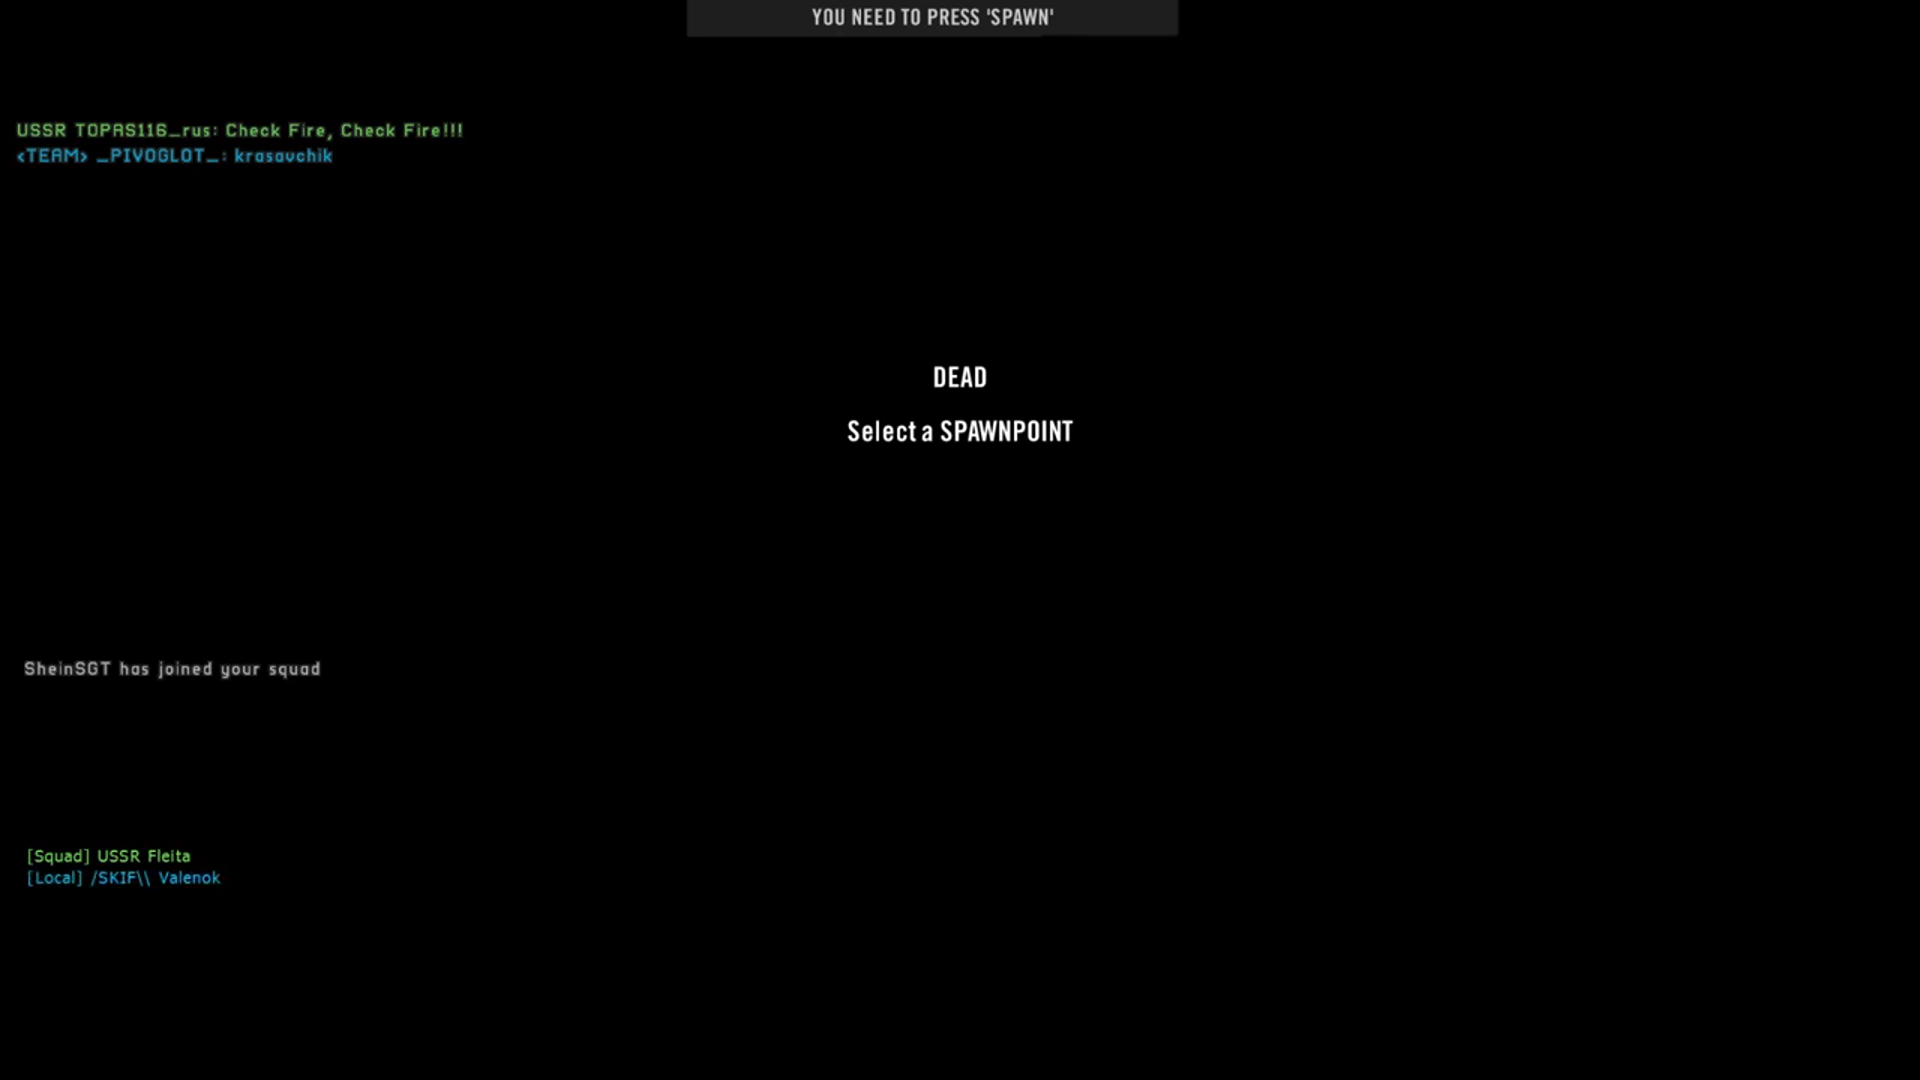 YOU NEED TO PRESS 'SPAWN'
USSR TOPAS116_rus: Check Fire, Check Fire!!!
<TEAM> _PIVOGLOT_: krasavchik
DEAD
Select a SPAWNPOINT
SheinSGT has joined your squad
[Squad] USSR Fleita
[Local] /SKIF\\ Valenok